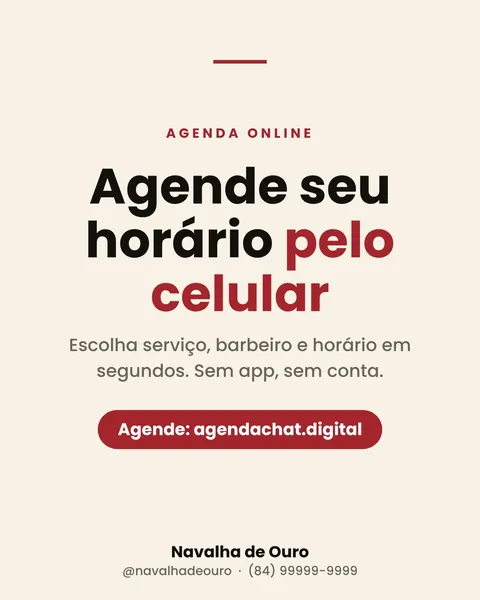 AGENDA ONLINE
Agende seu
horário pelo
celular
Escolha serviço, barbeiro e horário em
segundos. Sem app, sem conta.
Agende: agendachat.digital
Navalha de Ouro
@navalhadeouro · (84) 99999-9999